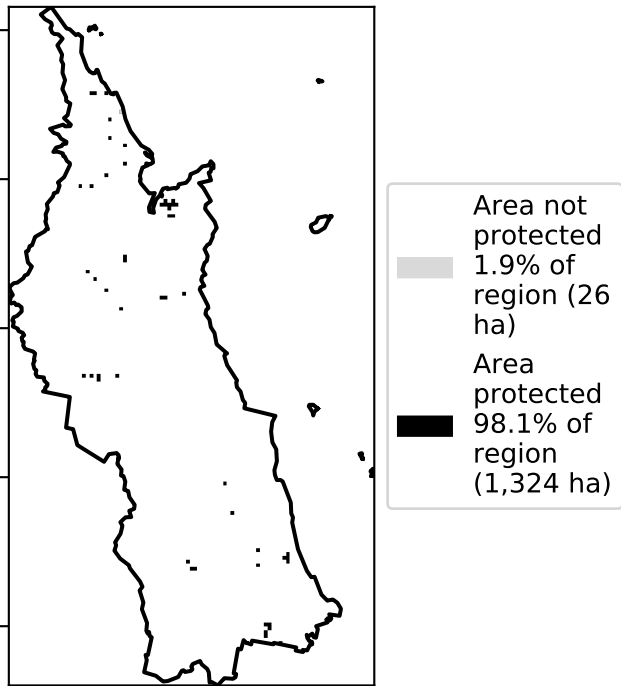 Area not
protected
1.9% of
region (26
ha)
Area
protected
98.1% of
region
(1,324 ha)